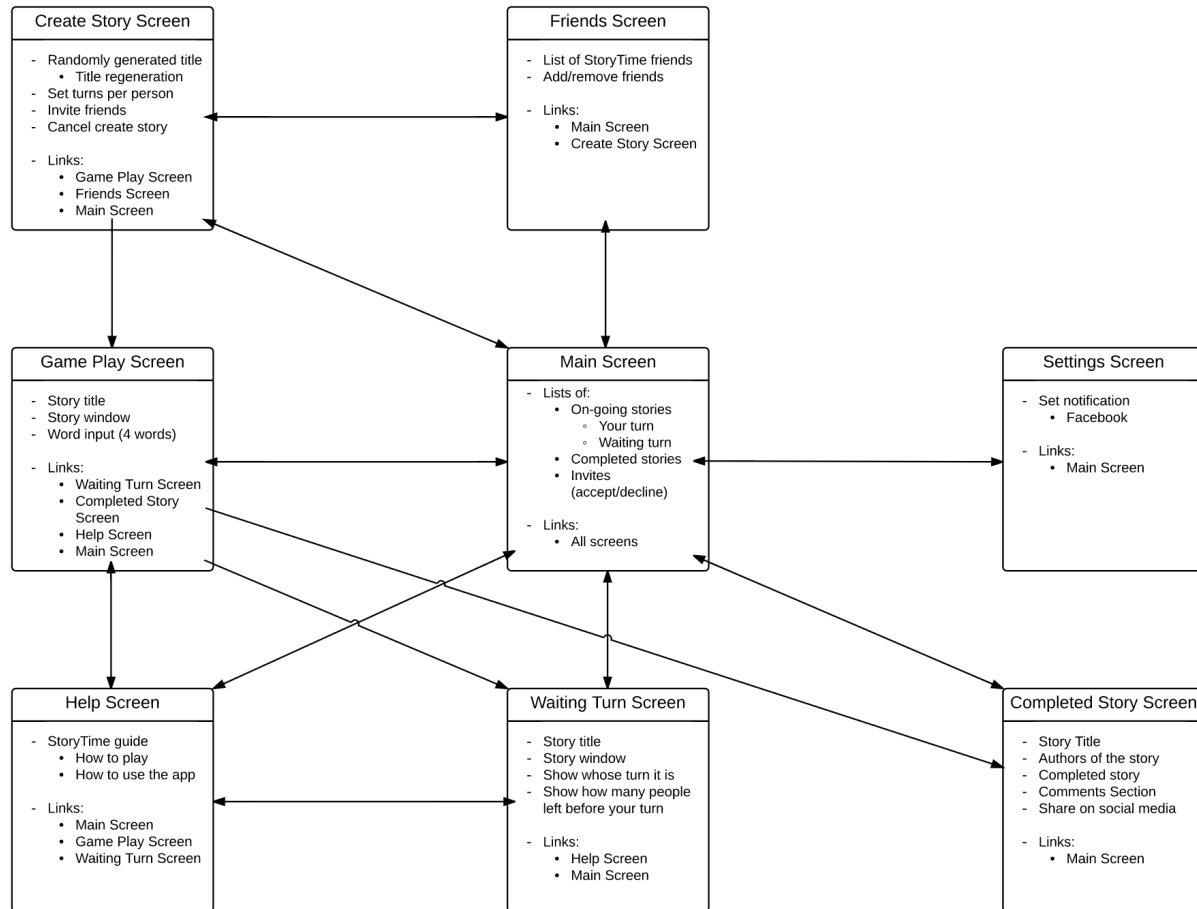 Create Story Screen
- Randomly generated title
• Title regeneration
- Set turns per person
- Invite friends
- Cancel create story
- Links:
• Game Play Screen
• Friends Screen
• Main Screen
Friends Screen
- List of StoryTime friends
- Add/remove friends
- Links:
• Main Screen
• Create Story Screen
Game Play Screen
- Story title
- Story window
- Word input (4 words)
- Links:
• Waiting Turn Screen
• Completed Story
Screen
• Help Screen
• Main Screen
Main Screen
- Lists of:
• On-going stories
◦ Your turn
◦ Waiting turn
• Completed stories
• Invites
(accept/decline)
- Links:
• All screens
Settings Screen
- Set notification
• Facebook
- Links:
• Main Screen
Help Screen
- StoryTime guide
• How to play
• How to use the app
- Links:
• Main Screen
• Game Play Screen
• Waiting Turn Screen
Waiting Turn Screen
- Story title
- Story window
- Show whose turn it is
- Show how many people
left before your turn
- Links:
• Help Screen
• Main Screen
Completed Story Screen
- Story Title
- Authors of the story
- Completed story
- Comments Section
- Share on social media
- Links:
• Main Screen